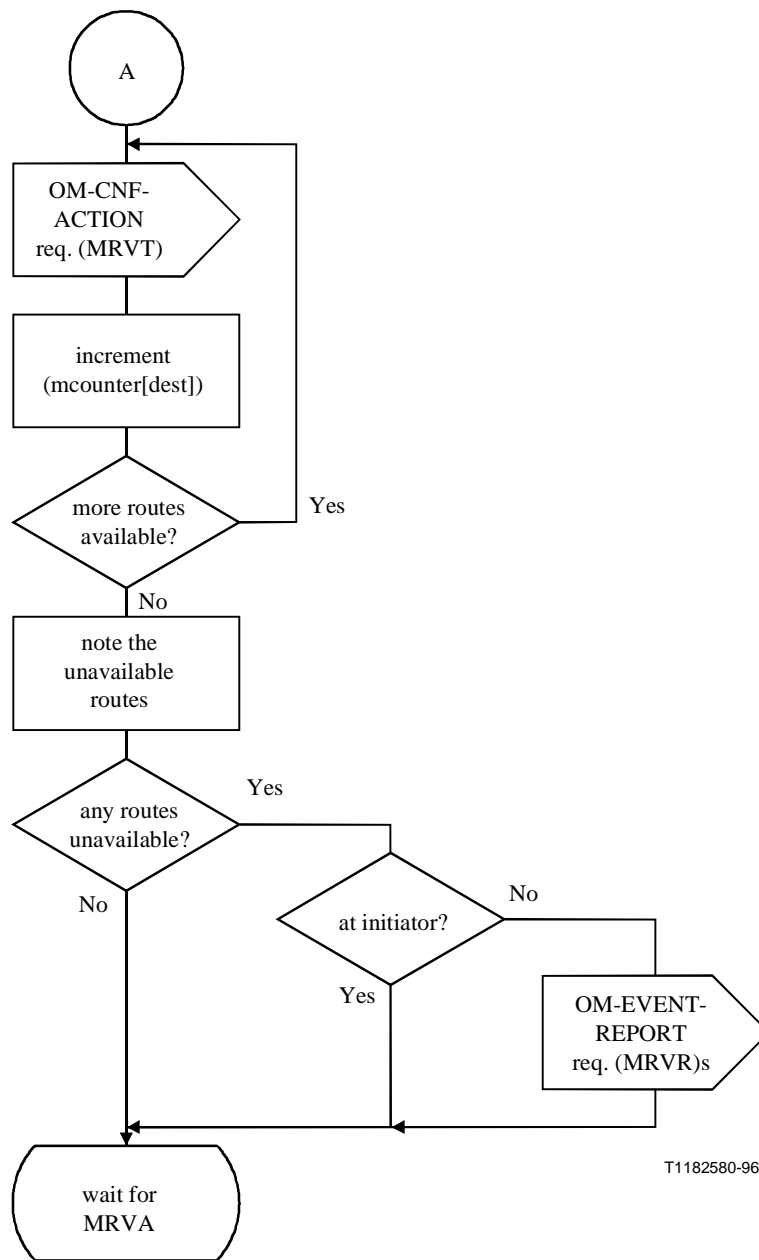 A
OM-CNF-
ACTION
req. (MRVT)
increment
(mcounter[dest])
more routes
available?
Yes
No
note the
unavailable
routes
any routes
unavailable?
Yes
No
at initiator?
No
Yes
OM-EVENT-
REPORT
req. (MRVR)s
wait for
MRVA
T1182580-96